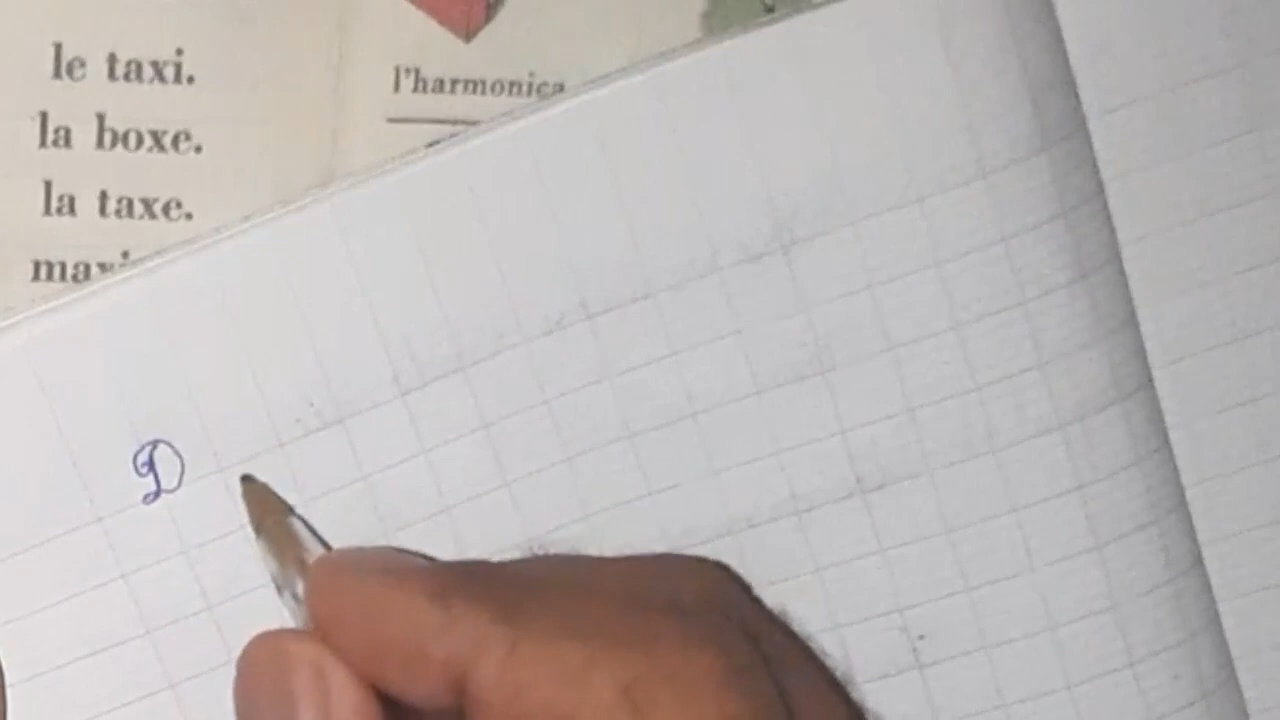 le taxi.
la boxe.
la taxe.
l'harmonica
D